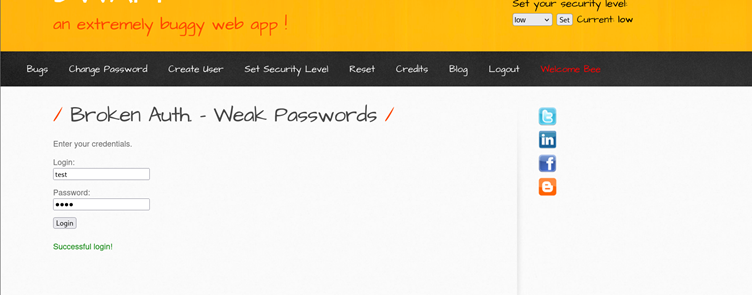 an extremely buggy web app !
Set your security level:
low Set Current: low
Bugs Change Password Create User Set Security Level Reset Credits Blog Logout Welcome Bee
/ Broken Auth. - Weak Passwords /
Enter your credentials.
Login:
test
Password:
●●●●
Login
Successful login!